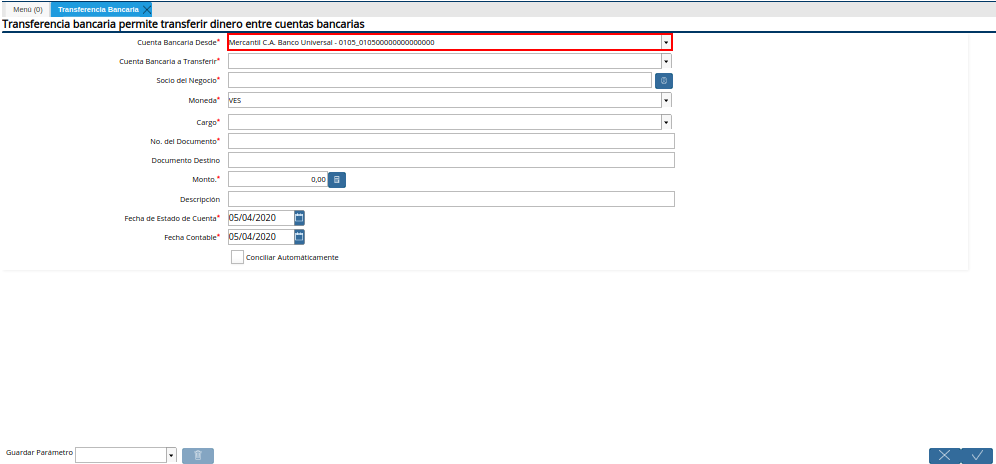 Menú (0) Transferencia Bancaria
Transferencia bancaria permite transferir dinero entre cuentas bancarias
Cuenta Bancaria Desde* Mercantil C.A. Banco Universal - 0105_010500000000000000
Cuenta Bancaria a Transferir*
Socio del Negocio*
Moneda* VES
Cargo*
No. del Documento*
Documento Destino
Monto.* 0,00
Descripción
Fecha de Estado de Cuenta* 05/04/2020
Fecha Contable* 05/04/2020
Conciliar Automáticamente
Guardar Parámetro